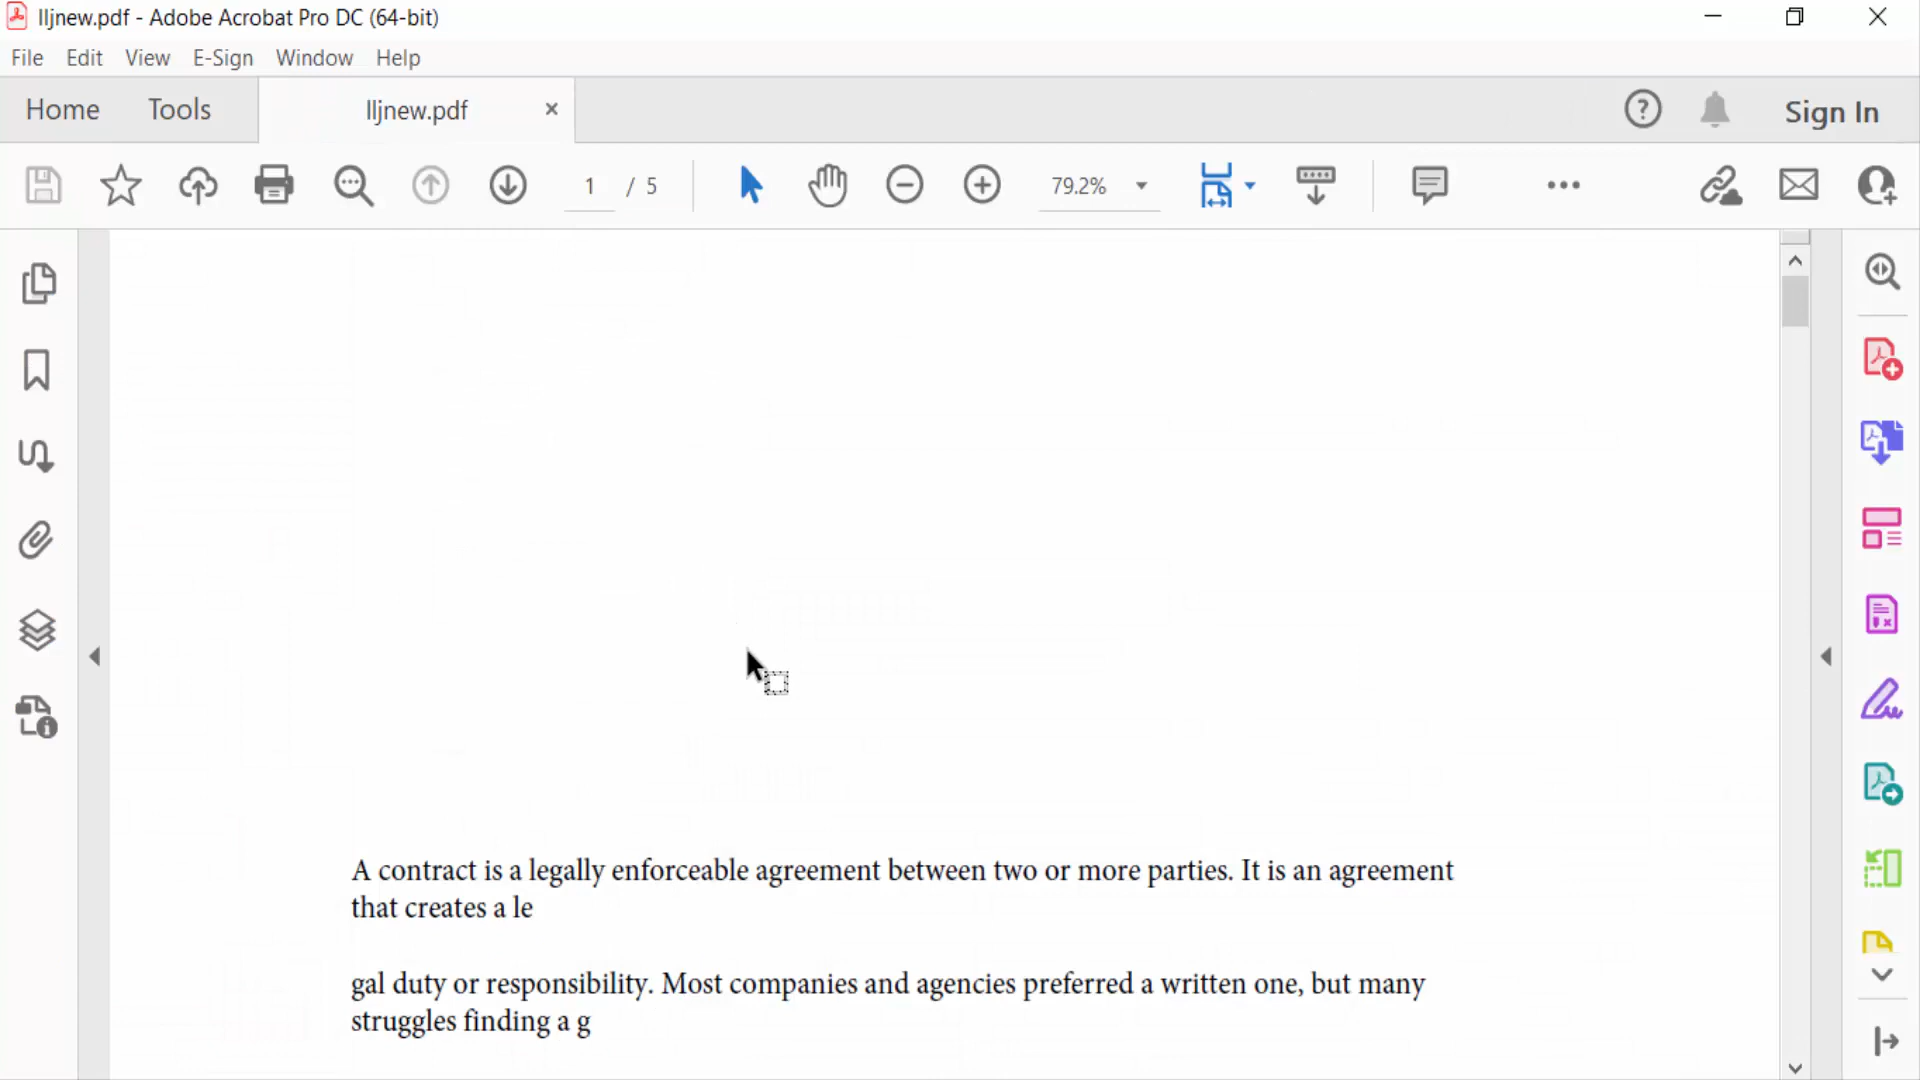 lljnew.pdf - Adobe Acrobat Pro DC (64-bit)
File Edit View E-Sign Window Help
Home Tools lljnew.pdf × ? Sign In
1 / 5 79.2%
A contract is a legally enforceable agreement between two or more parties. It is an agreement
that creates a le
gal duty or responsibility. Most companies and agencies preferred a written one, but many
struggles finding a g